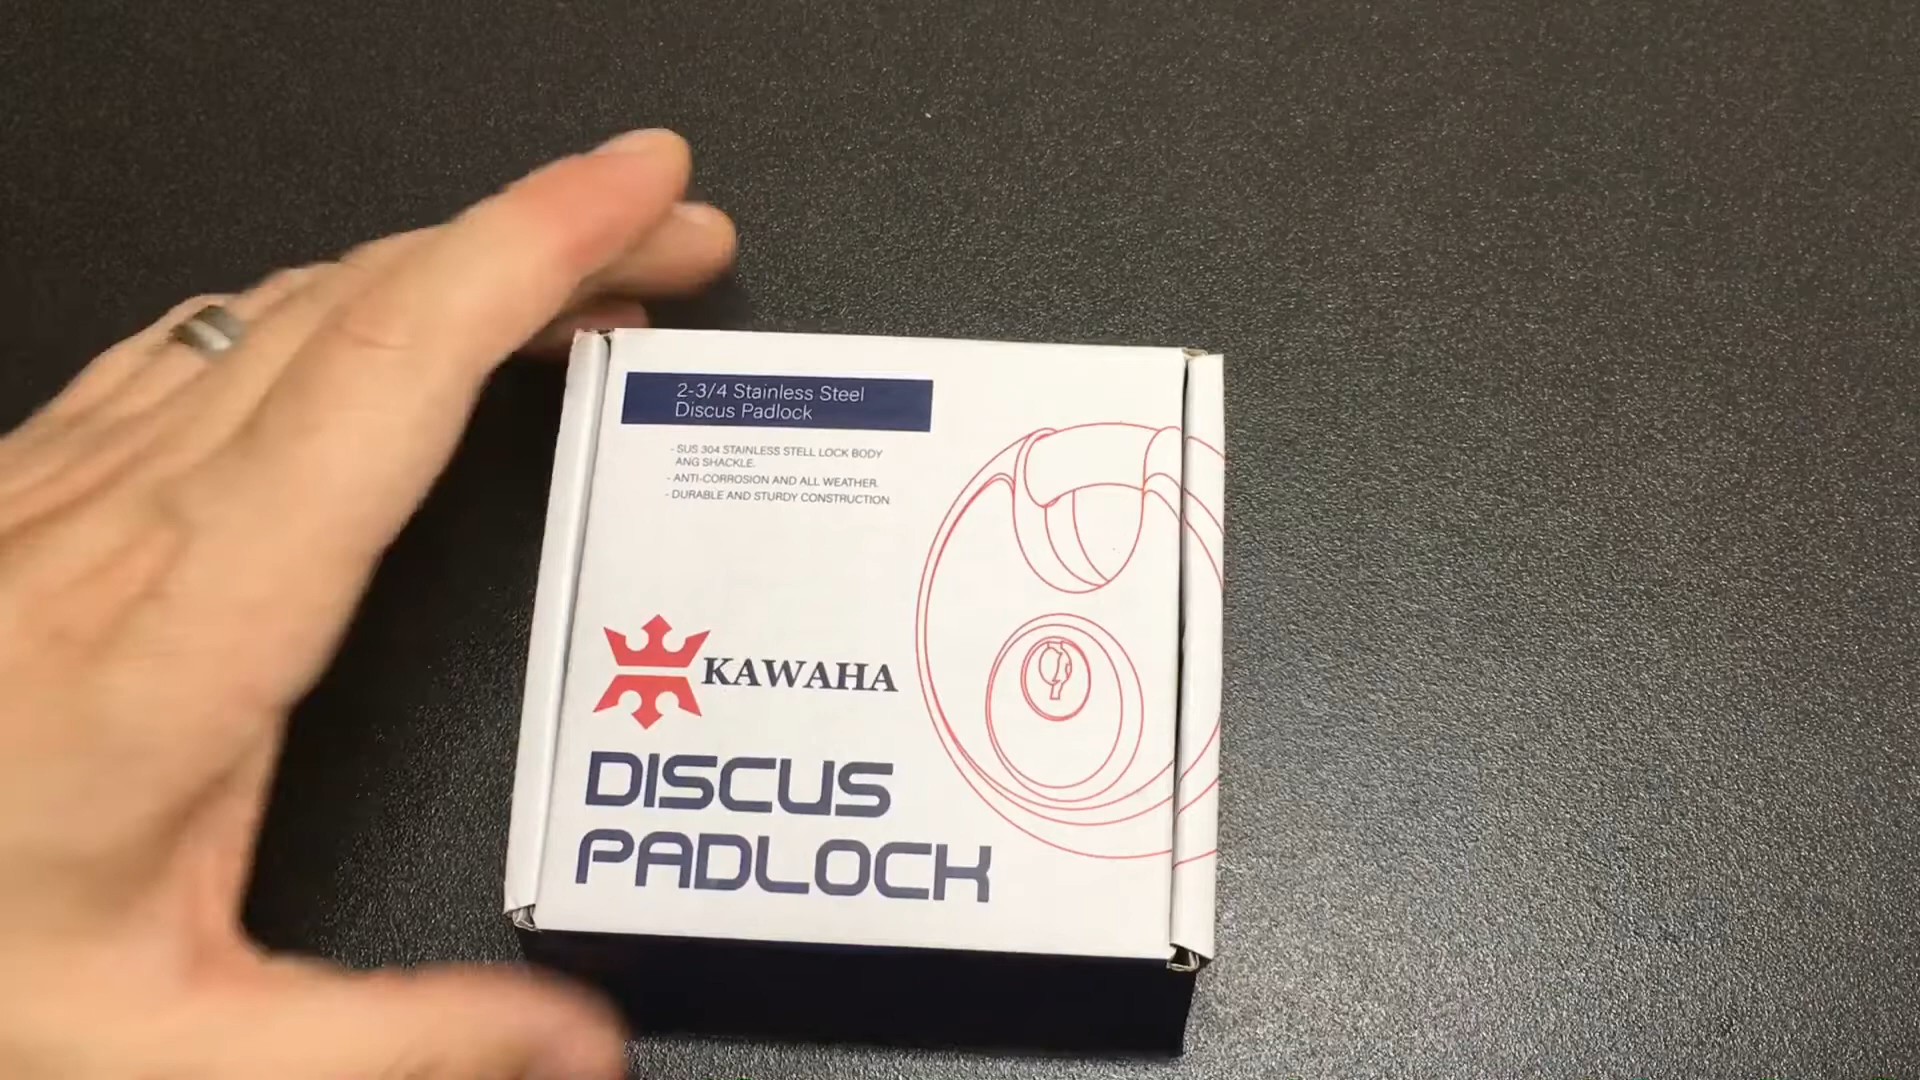 2-3/4 Stainless Steel
Discus Padlock
- SUS 304 STAINLESS STELL LOCK BODY
ANG SHACKLE.
- ANTI-CORROSION AND ALL WEATHER.
- DURABLE AND STURDY CONSTRUCTION.
KAWAHA
DISCUS
PADLOCK